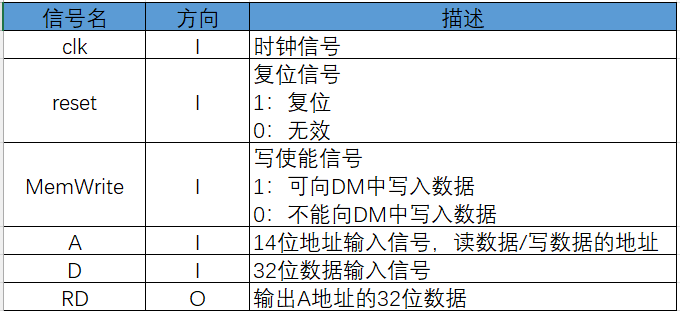 信号名 方向 描述
clk I 时钟信号
reset I 复位信号
1：复位
0：无效
MemWrite I 写使能信号
1：可向DM中写入数据
0：不能向DM中写入数据
A I 14位地址输入信号，读数据/写数据的地址
D I 32位数据输入信号
RD O 输出A地址的32位数据